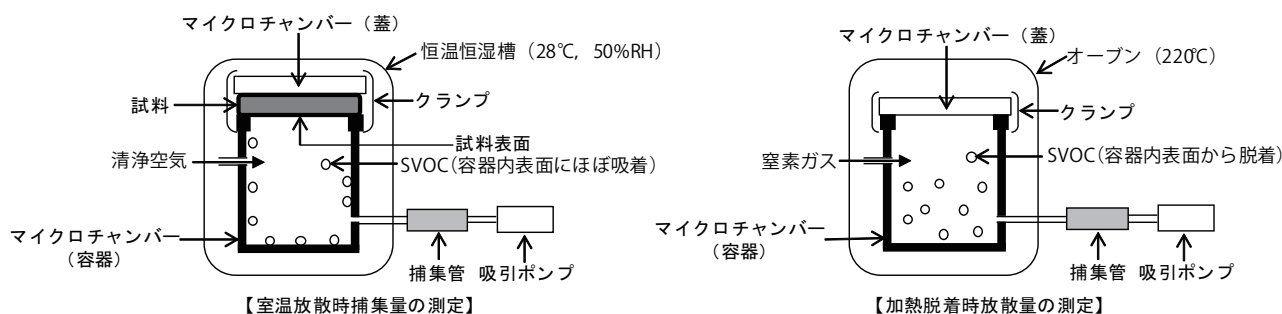 マイクロチャンバー（蓋）
恒温恒湿槽（28℃，50%RH）
試料
クランプ
試料表面
清浄空気
SVOC（容器内表面にほぼ吸着）
マイクロチャンバー
（容器）
捕集管
吸引ポンプ
【室温放散時捕集量の測定】
マイクロチャンバー（蓋）
オーブン（220℃）
クランプ
窒素ガス
SVOC（容器内表面から脱着）
マイクロチャンバー
（容器）
捕集管
吸引ポンプ
【加熱脱着時放散量の測定】